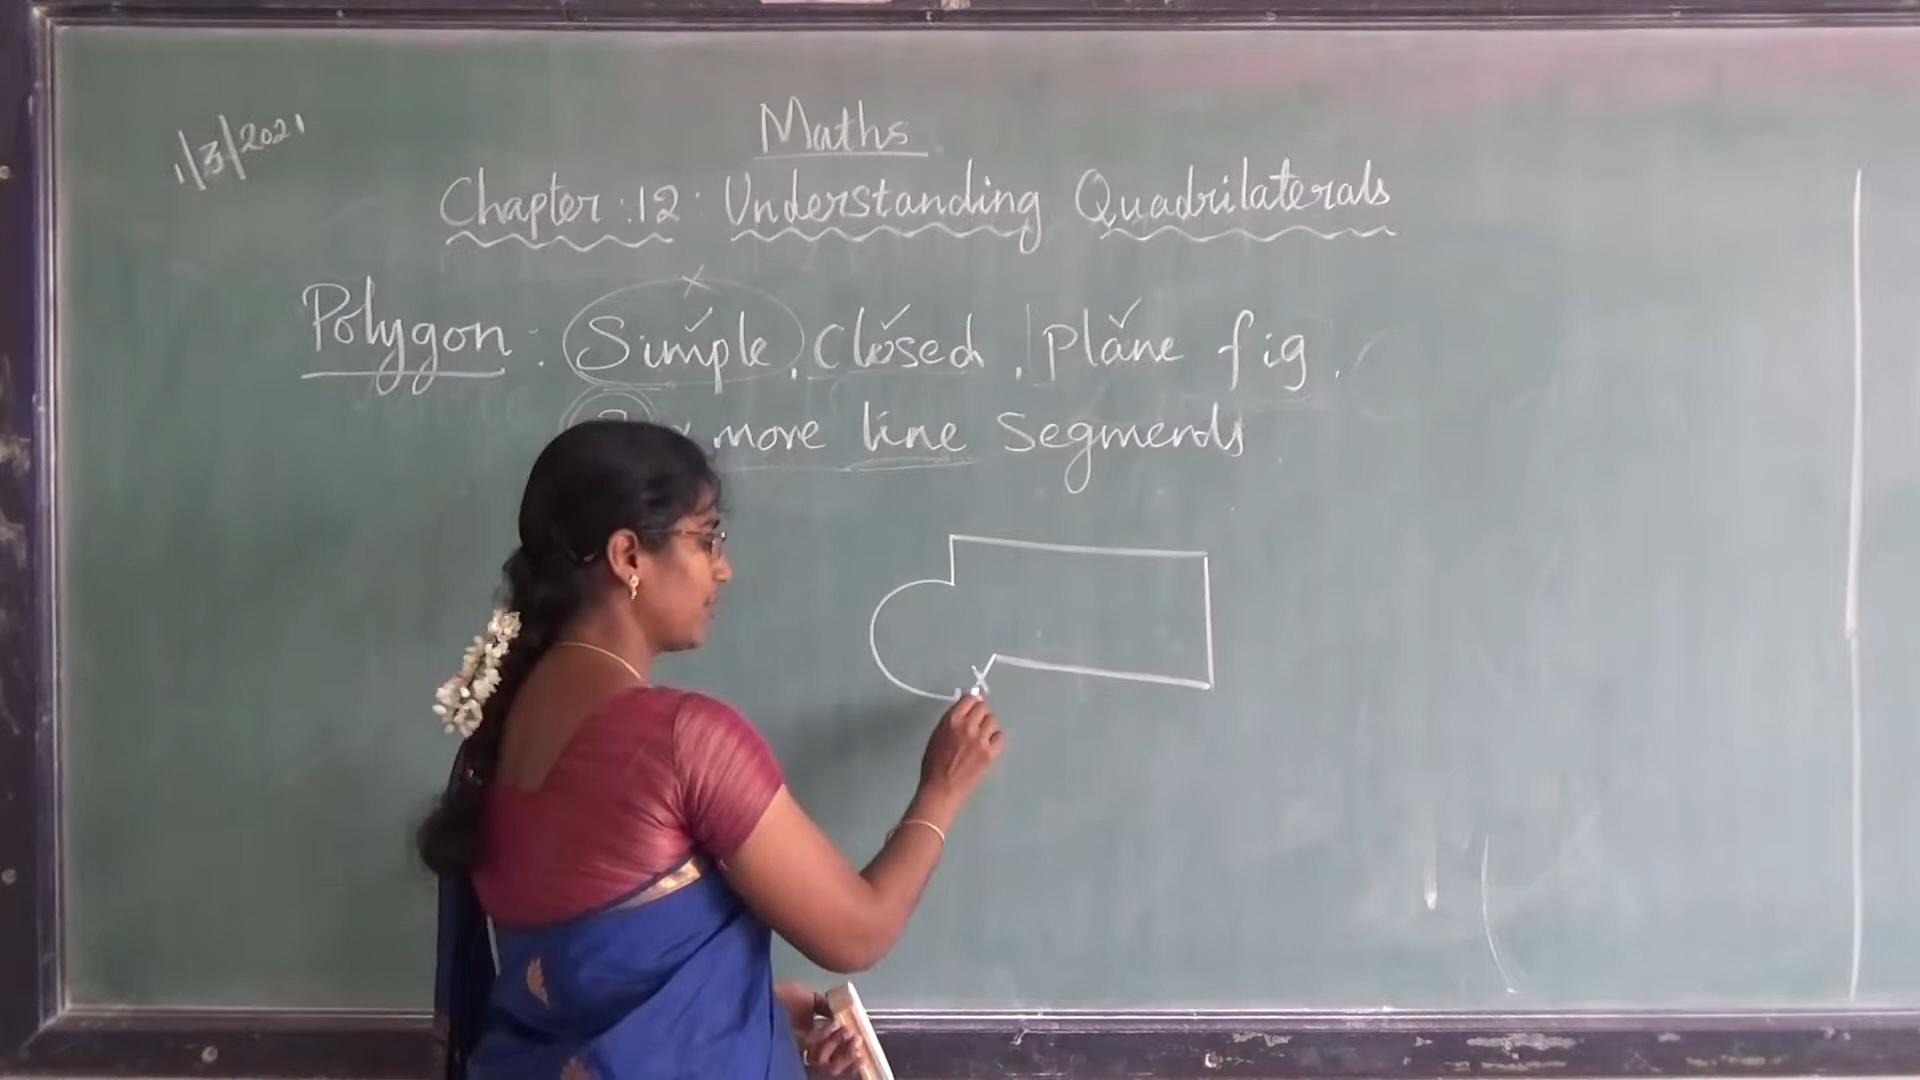 1/3/2021
Maths
Chapter:12: Understanding Quadrilaterals
Polygon: Simple, Closed, Plane fig.
more line Segments